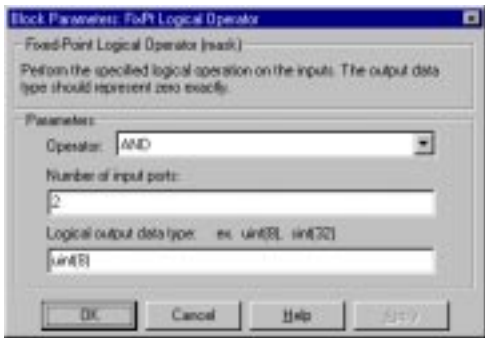 Block Parameters: FixPt Logical Operator
Fixed-Point Logical Operator (mask)
Perform the specified logical operation on the inputs. The output data
type should represent zero exactly.
Parameters
Operator: AND
Number of input ports:
2
Logical output data type: ex. uint(8), sint(32)
uint(8)
OK Cancel Help Apply